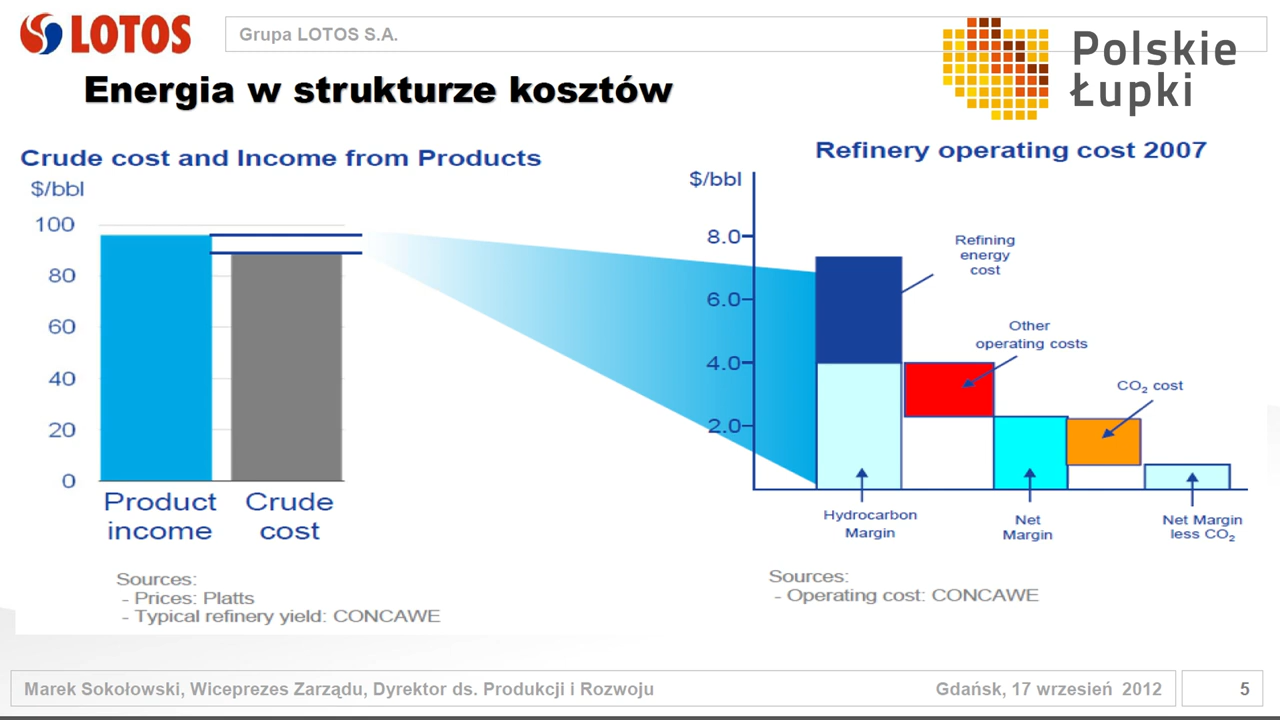 LOTOS
Grupa LOTOS S.A.
Polskie
Łupki
Energia w strukturze kosztów
Crude cost and Income from Products
$/bbl
100
80
60
40
20
0
Product
income
Crude
cost
Sources:
- Prices: Platts
- Typical refinery yield: CONCAWE
Refinery operating cost 2007
$/bbl
8.0
6.0
4.0
2.0
Refining
energy
cost
Other
operating costs
CO₂ cost
Hydrocarbon
Margin
Net
Margin
Net Margin
less CO₂
Sources:
- Operating cost: CONCAWE
Marek Sokołowski, Wiceprezes Zarządu, Dyrektor ds. Produkcji i Rozwoju
Gdańsk, 17 wrzesień 2012
5